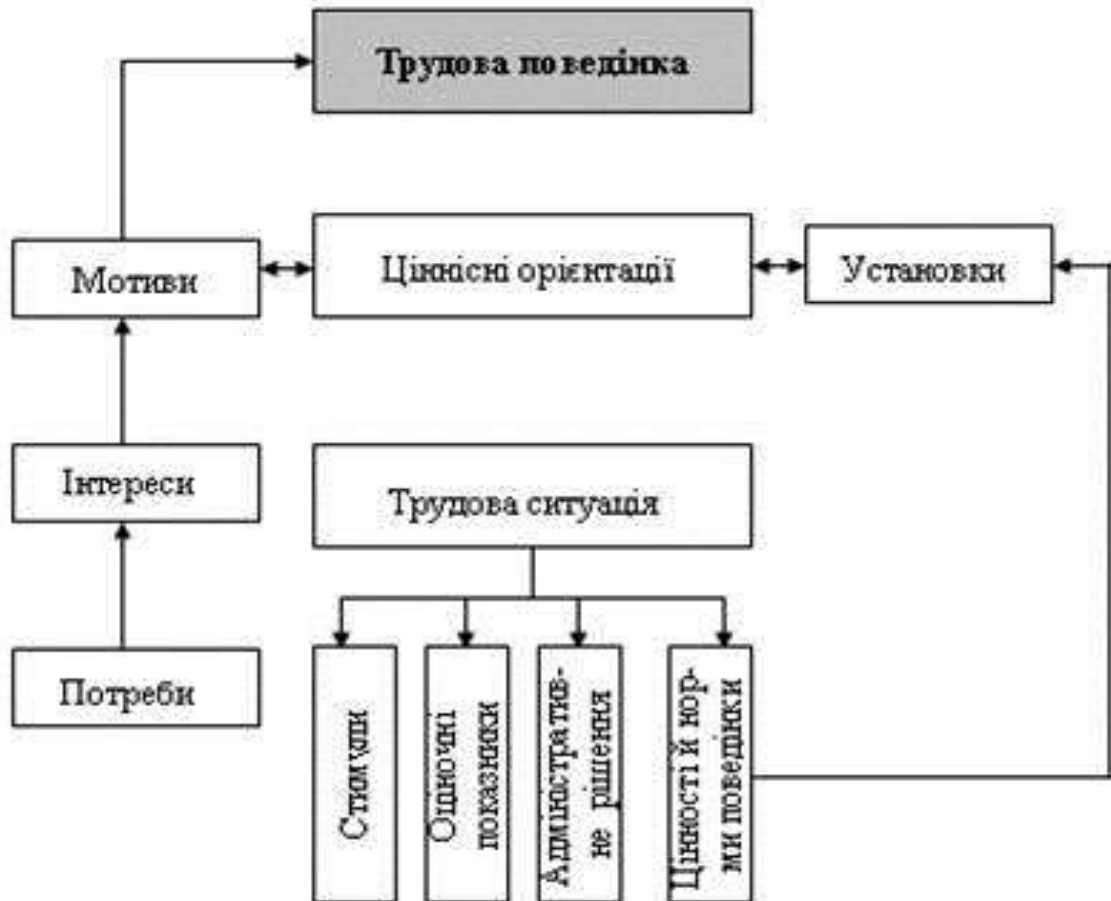 Трудова поведінка
Мотиви
Ціннісні орієнтації
Установки
Інтереси
Трудова ситуація
Потреби
Стимули
Оціночні
показники
Адміністратив-
не рішення
Цінності й нор-
ми поведінки